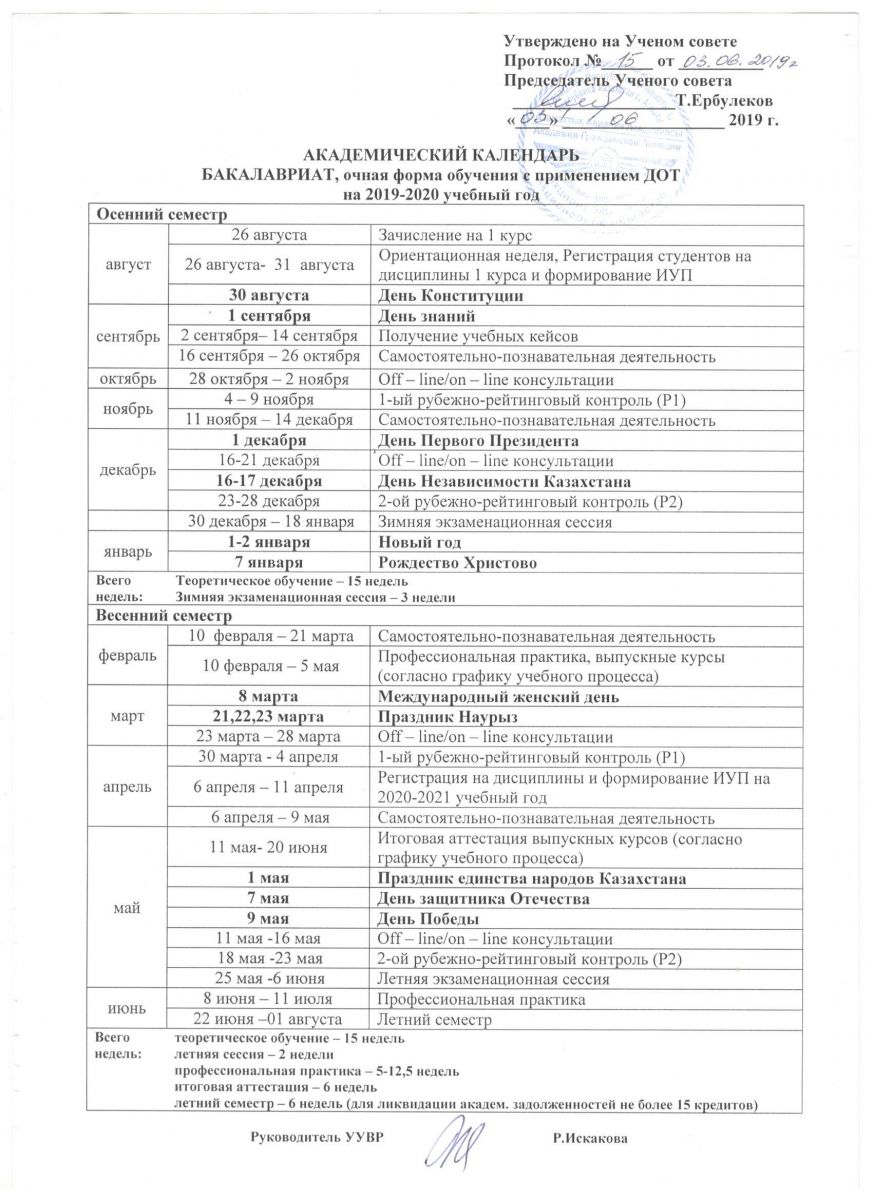 Утверждено на Ученом совете
Протокол № 15 от 03.06.2019г
Председатель Ученого совета
Т.Ербулеков
«03» 06 2019 г.
АКАДЕМИЧЕСКИЙ КАЛЕНДАРЬ
БАКАЛАВРИАТ, очная форма обучения с применением ДОТ
на 2019-2020 учебный год
Осенний семестр
август
26 августа Зачисление на 1 курс
26 августа- 31 августа Ориентационная неделя, Регистрация студентов на
дисциплины 1 курса и формирование ИУП
30 августа День Конституции
сентябрь
1 сентября День знаний
2 сентября– 14 сентября Получение учебных кейсов
16 сентября – 26 октября Самостоятельно-познавательная деятельность
октябрь 28 октября – 2 ноября Off – line/on – line консультации
ноябрь
4 – 9 ноября 1-ый рубежно-рейтинговый контроль (Р1)
11 ноября – 14 декабря Самостоятельно-познавательная деятельность
декабрь
1 декабря День Первого Президента
16-21 декабря Off – line/on – line консультации
16-17 декабря День Независимости Казахстана
23-28 декабря 2-ой рубежно-рейтинговый контроль (Р2)
30 декабря – 18 января Зимняя экзаменационная сессия
январь
1-2 января Новый год
7 января Рождество Христово
Всего Теоретическое обучение – 15 недель
недель: Зимняя экзаменационная сессия – 3 недели
Весенний семестр
февраль
10 февраля – 21 марта Самостоятельно-познавательная деятельность
10 февраля – 5 мая Профессиональная практика, выпускные курсы
(согласно графику учебного процесса)
март
8 марта Международный женский день
21,22,23 марта Праздник Наурыз
23 марта – 28 марта Off – line/on – line консультации
апрель
30 марта - 4 апреля 1-ый рубежно-рейтинговый контроль (Р1)
6 апреля – 11 апреля Регистрация на дисциплины и формирование ИУП на
2020-2021 учебный год
6 апреля – 9 мая Самостоятельно-познавательная деятельность
май
11 мая- 20 июня Итоговая аттестация выпускных курсов (согласно
графику учебного процесса)
1 мая Праздник единства народов Казахстана
7 мая День защитника Отечества
9 мая День Победы
11 мая -16 мая Off – line/on – line консультации
18 мая -23 мая 2-ой рубежно-рейтинговый контроль (Р2)
25 мая -6 июня Летняя экзаменационная сессия
июнь
8 июня – 11 июля Профессиональная практика
22 июня –01 августа Летний семестр
Всего теоретическое обучение – 15 недель
недель: летняя сессия – 2 недели
профессиональная практика – 5-12,5 недель
итоговая аттестация – 6 недель
летний семестр – 6 недель (для ликвидации академ. задолженностей не более 15 кредитов)
Руководитель УУВР Р.Искакова